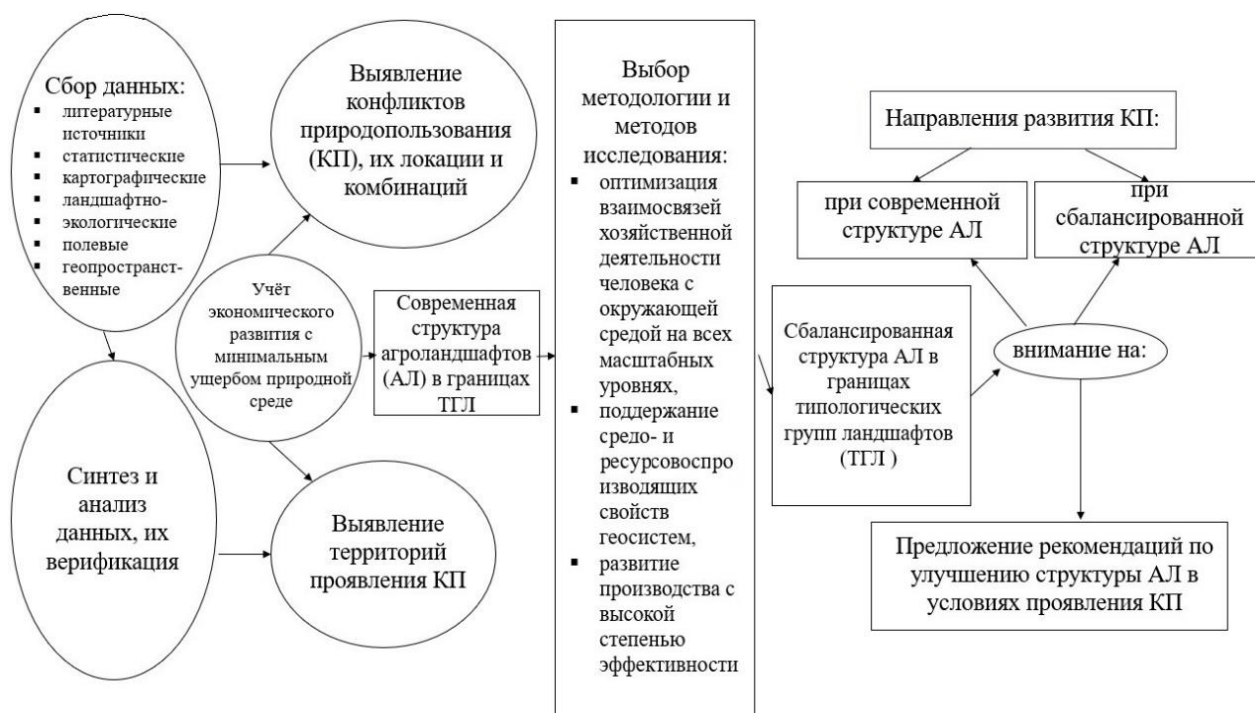 Сбор данных:
▪ литературные
источники
▪ статистические
▪ картографические
▪ ландшафтно-
▪ экологические
▪ полевые
▪ геопространст-
венные
Выявление
конфликтов
природопользования
(КП), их локации и
комбинаций
Учёт
экономического
развития с
минимальным
ущербом природной
среде
Синтез и
анализ
данных, их
верификация
Выявление
территорий
проявления КП
Современная
структура
агроландшафтов
(АЛ) в границах
ТГЛ
Выбор
методологии и
методов
исследования:
▪ оптимизация
взаимосвязей
хозяйственной
деятельности
человека с
окружающей
средой на всех
масштабных
уровнях,
▪ поддержание
средо- и
ресурсовоспро
изводящих
свойств
геосистем,
▪ развитие
производства с
высокой
степенью
эффективности
Сбалансированная
структура АЛ в
границах
типологических
групп ландшафтов
(ТГЛ )
Направления развития КП:
при современной
структуре АЛ
при
сбалансированной
структуре АЛ
внимание на:
Предложение рекомендаций по
улучшению структуры АЛ в
условиях проявления КП